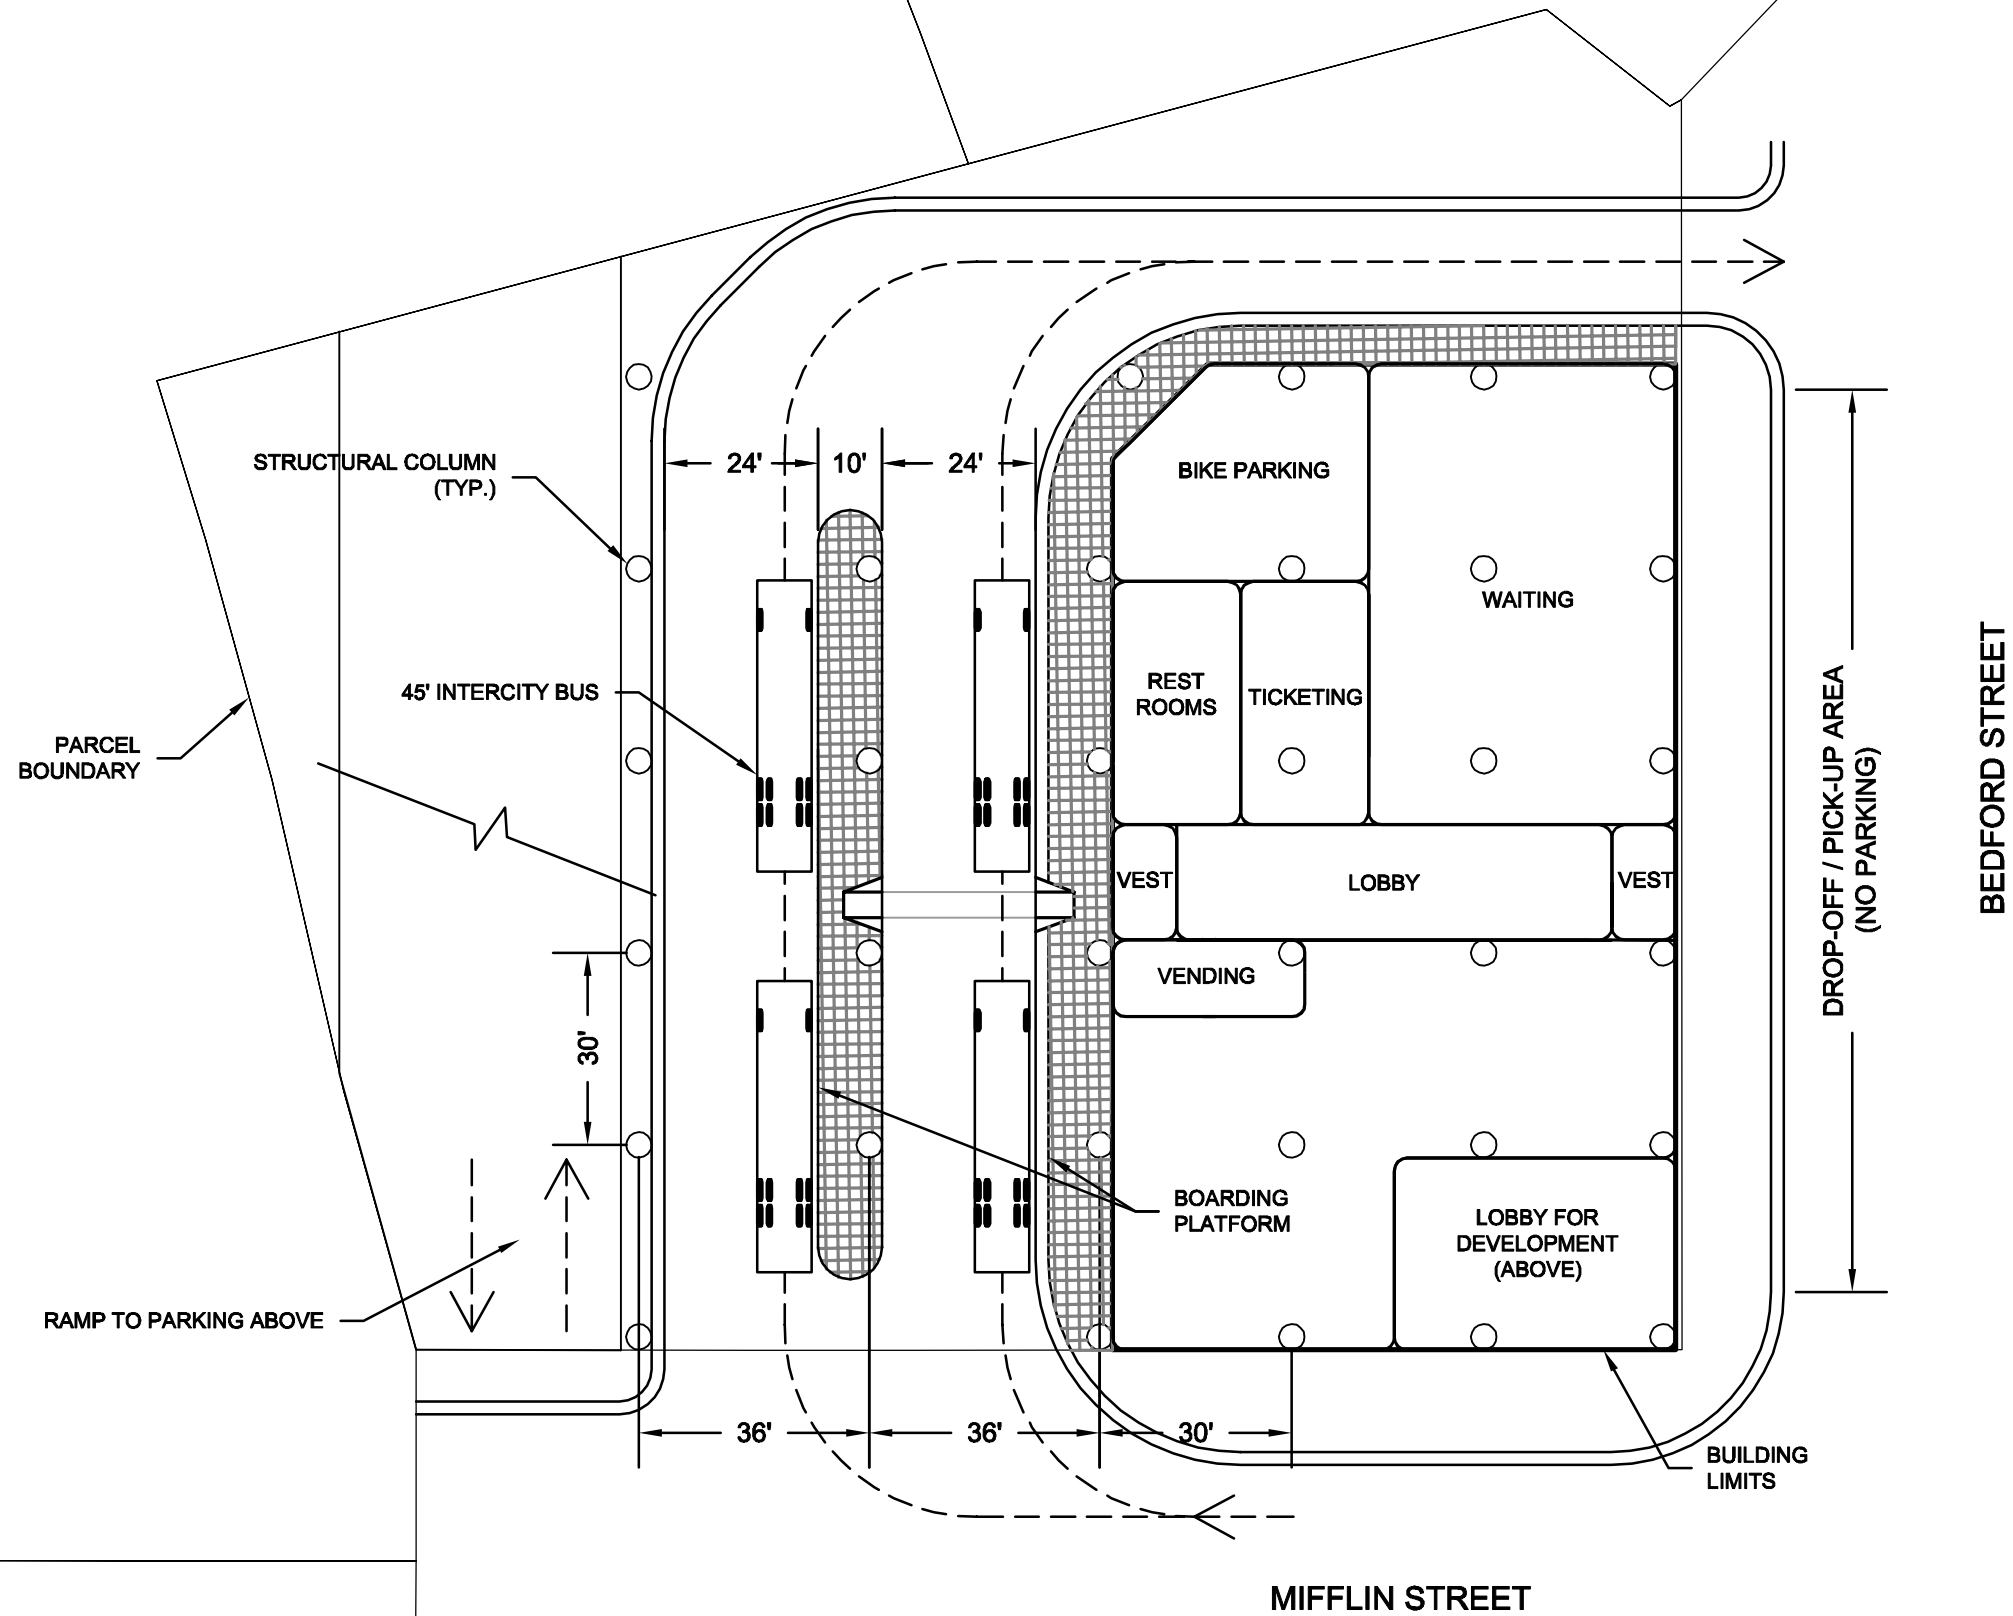 STRUCTURAL COLUMN
(TYP.)
24'
10'
24'
BIKE PARKING
WAITING
45' INTERCITY BUS
REST
ROOMS
TICKETING
PARCEL
BOUNDARY
VEST
LOBBY
VEST
DROP-OFF / PICK-UP AREA
(NO PARKING)
BEDFORD STREET
VENDING
30'
BOARDING
PLATFORM
LOBBY FOR
DEVELOPMENT
(ABOVE)
RAMP TO PARKING ABOVE
36'
36'
30'
BUILDING
LIMITS
MIFFLIN STREET